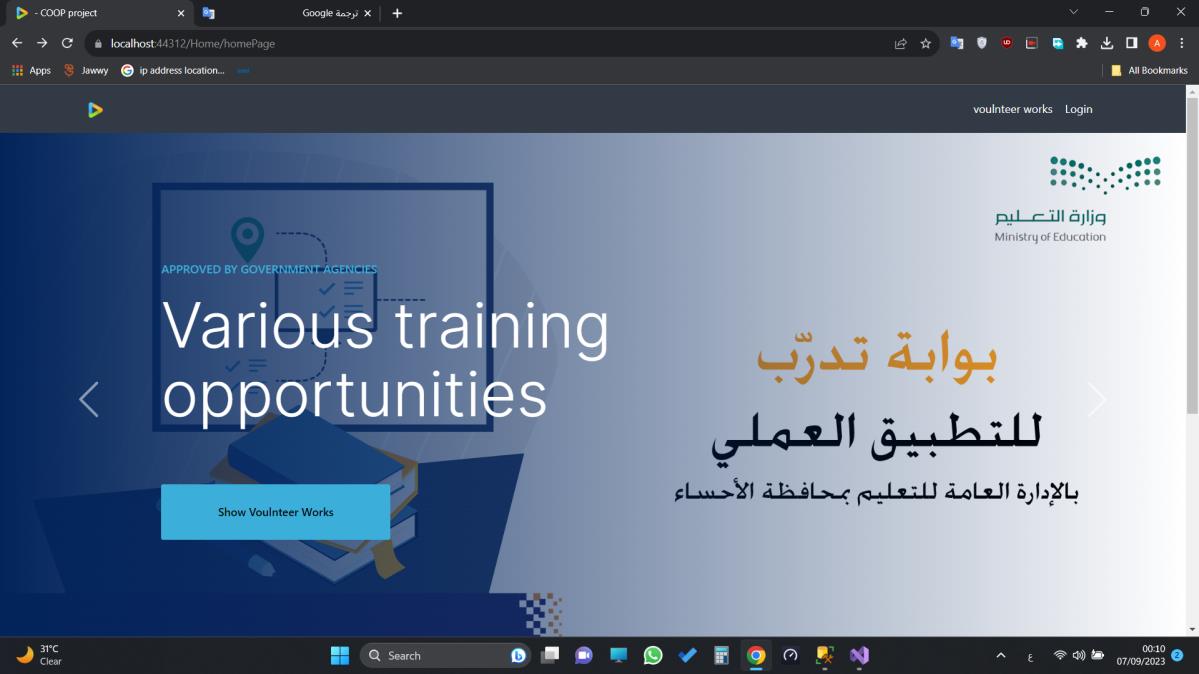 - COOP project
ترجمة Google
localhost:44312/Home/homePage
Apps
Jawwy
ip address location...
All Bookmarks
voulnteer works
Login
وزارة التعليم
Ministry of Education
APPROVED BY GOVERNMENT AGENCIES
Various training
opportunities
بوابة تدرّب
للتطبيق العملي
بالإدارة العامة للتعليم بمحافظة الأحساء
Show Voulnteer Works
31°C
Clear
Search
ع
00:10
07/09/2023
2